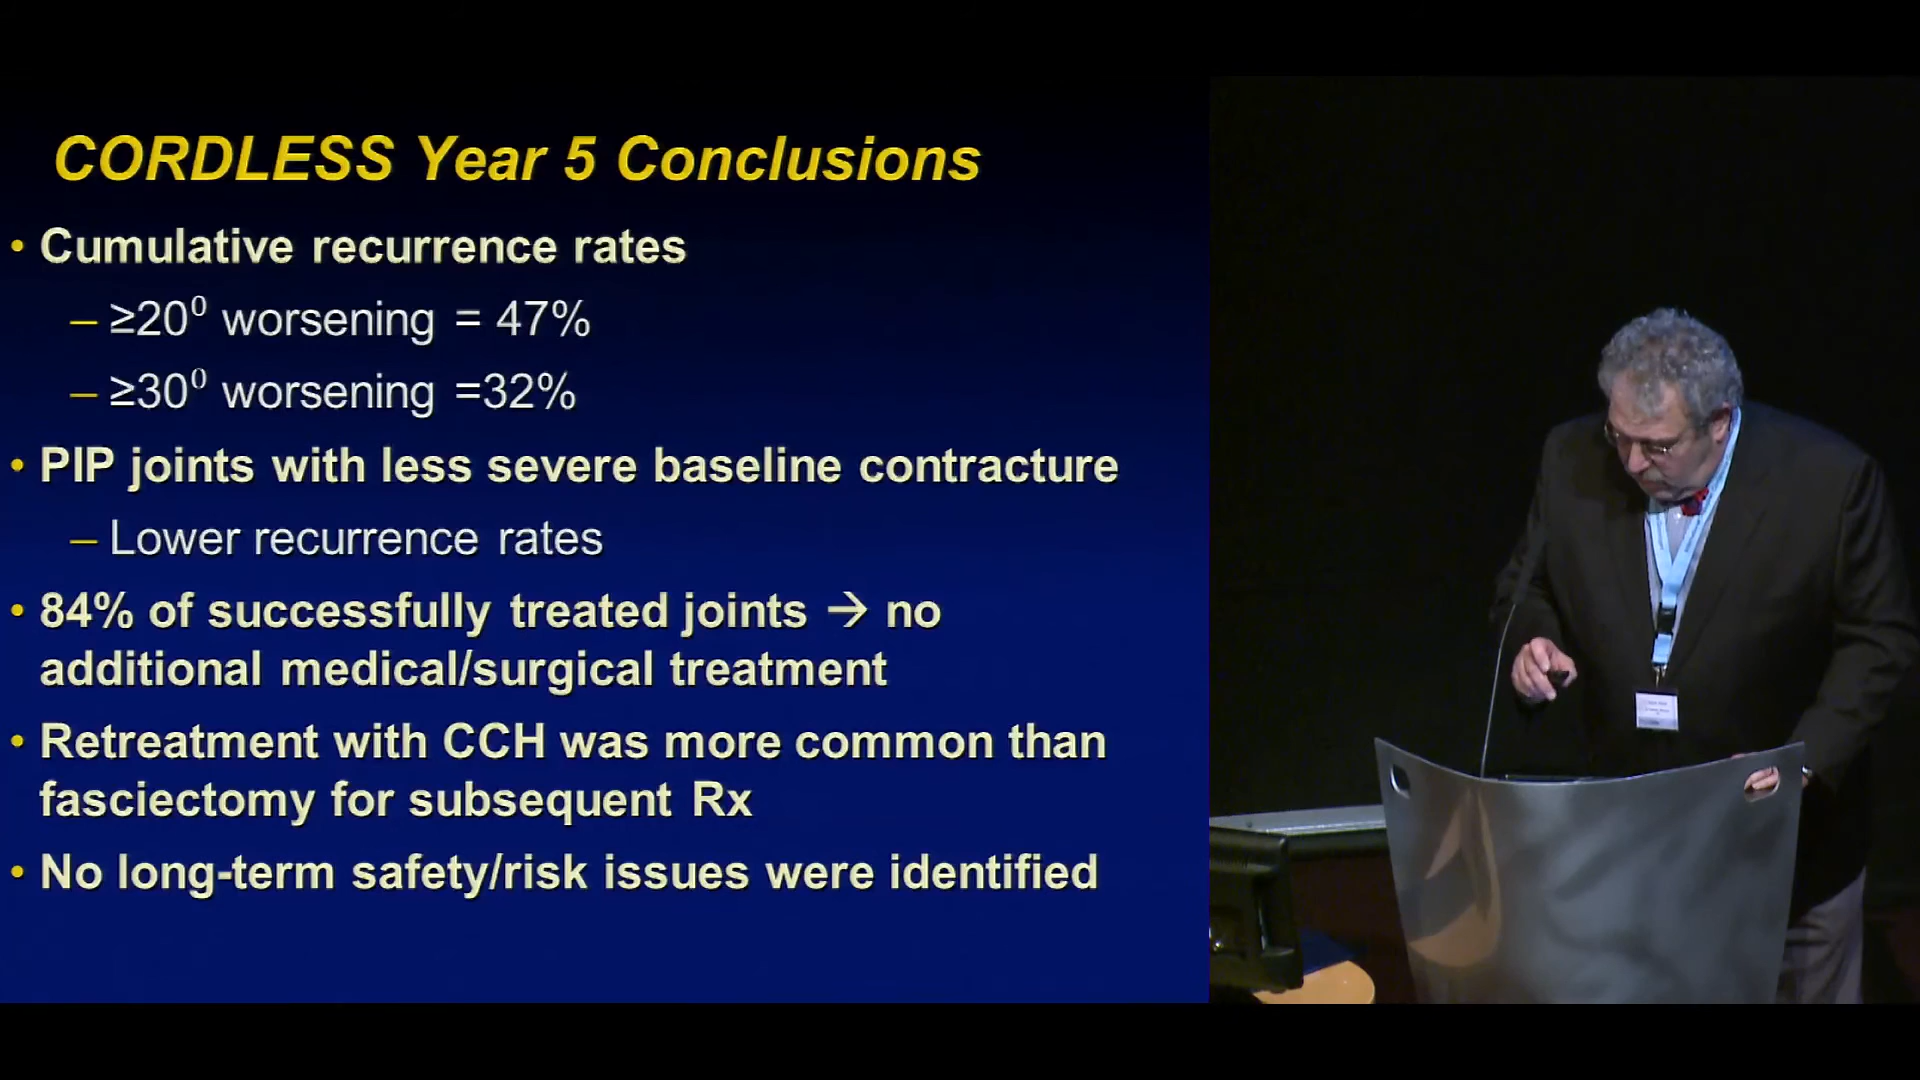 CORDLESS Year 5 Conclusions
• Cumulative recurrence rates
– ≥20⁰ worsening = 47%
– ≥30⁰ worsening =32%
• PIP joints with less severe baseline contracture
– Lower recurrence rates
• 84% of successfully treated joints → no
additional medical/surgical treatment
• Retreatment with CCH was more common than
fasciectomy for subsequent Rx
• No long-term safety/risk issues were identified